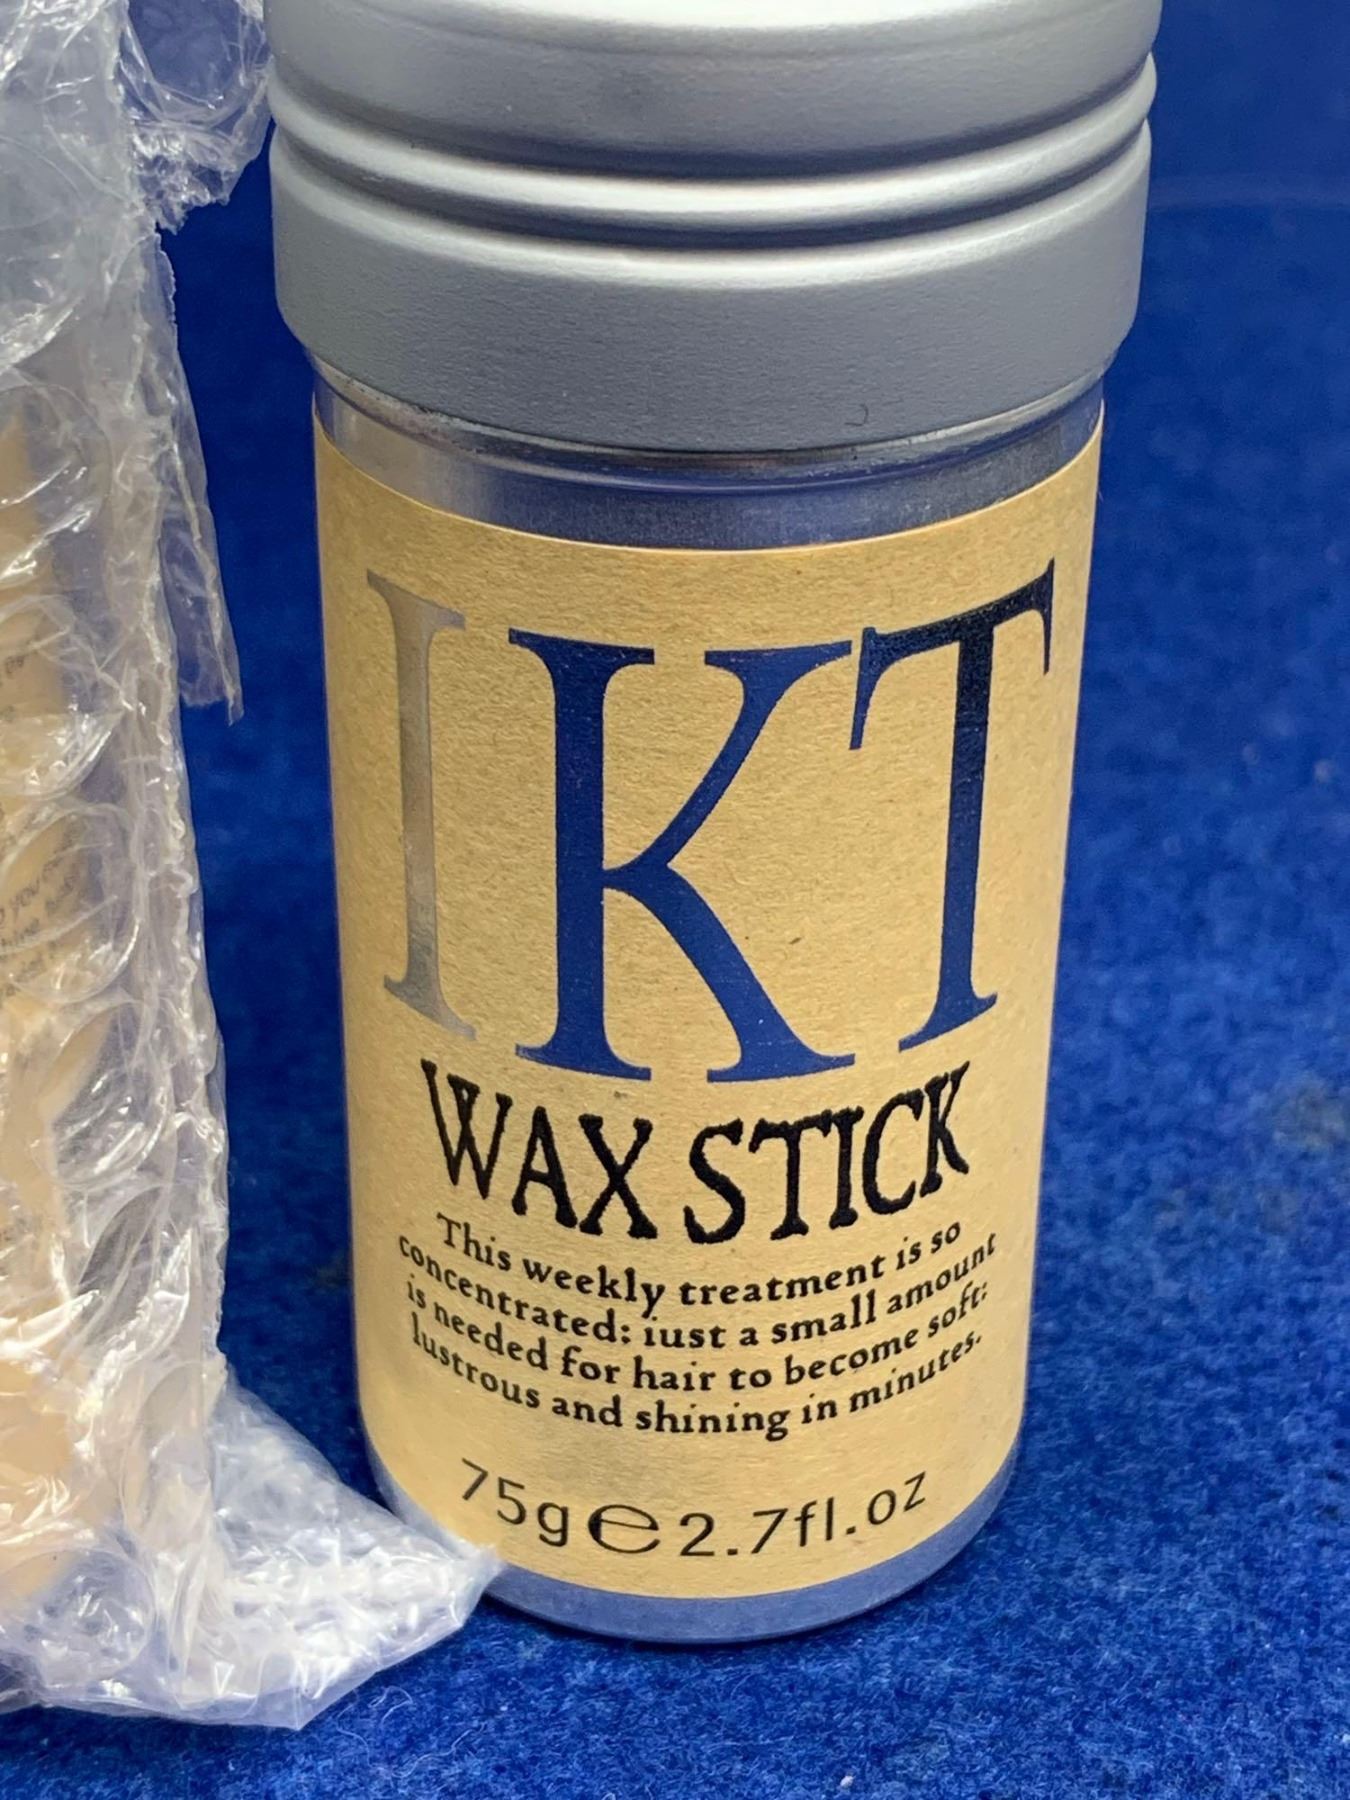 IKT
WAX STICK
This weekly treatment is so
concentrated: iust a small amount
is needed for hair to become soft:
lustrous and shining in minutes.
75g℮2.7fl.oz